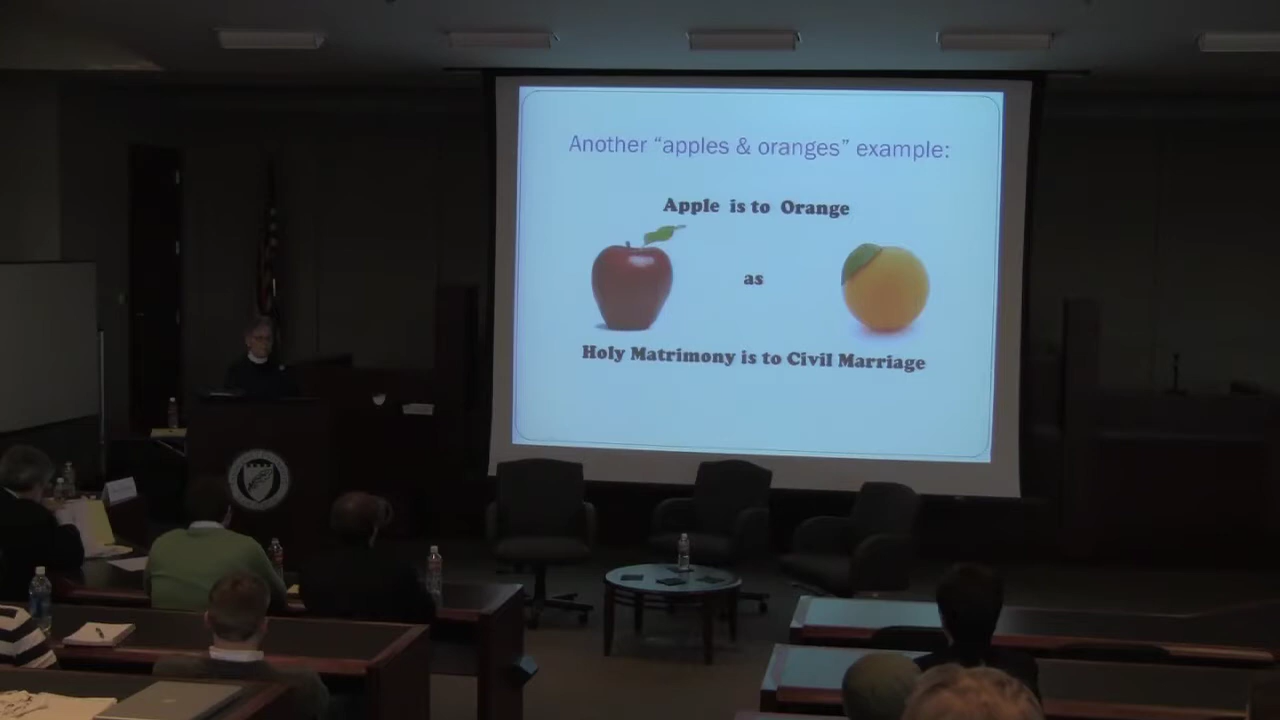 Another “apples & oranges” example:
Apple is to Orange
as
Holy Matrimony is to Civil Marriage